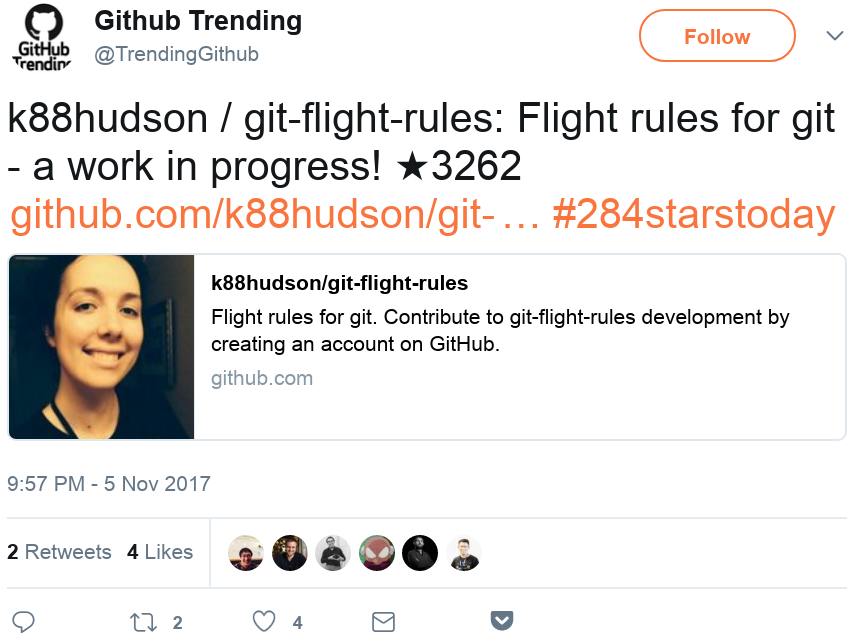 GitHub
Trending
Github Trending
@TrendingGithub
Follow
k88hudson / git-flight-rules: Flight rules for git
- a work in progress! ★3262
github.com/k88hudson/git-… #284starstoday
k88hudson/git-flight-rules
Flight rules for git. Contribute to git-flight-rules development by
creating an account on GitHub.
github.com
9:57 PM - 5 Nov 2017
2 Retweets 4 Likes
2 4